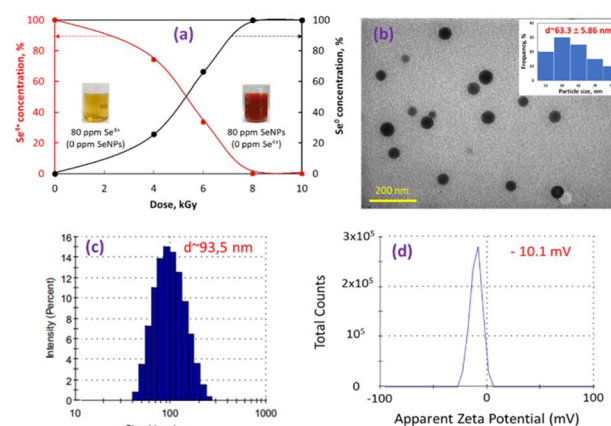 (a)
Se4+ concentration, %
100
80
60
40
20
0
80 ppm Se4+
(0 ppm SeNPs)
80 ppm SeNPs
(0 ppm Se4+)
100
80
60
40
20
0
Se0 concentration, %
0 2 4 6 8 10
Dose, kGy
(b)
d~63.3 ± 5.86 nm
Frequency, %
Particle size, nm
200 nm
(c)
d~93,5 nm
Intensity (Percent)
16
14
12
10
8
6
4
2
0
10 100 1000
(d)
- 10.1 mV
Total Counts
3x10⁵
2x10⁵
10⁵
0
-100 0 100
Apparent Zeta Potential (mV)